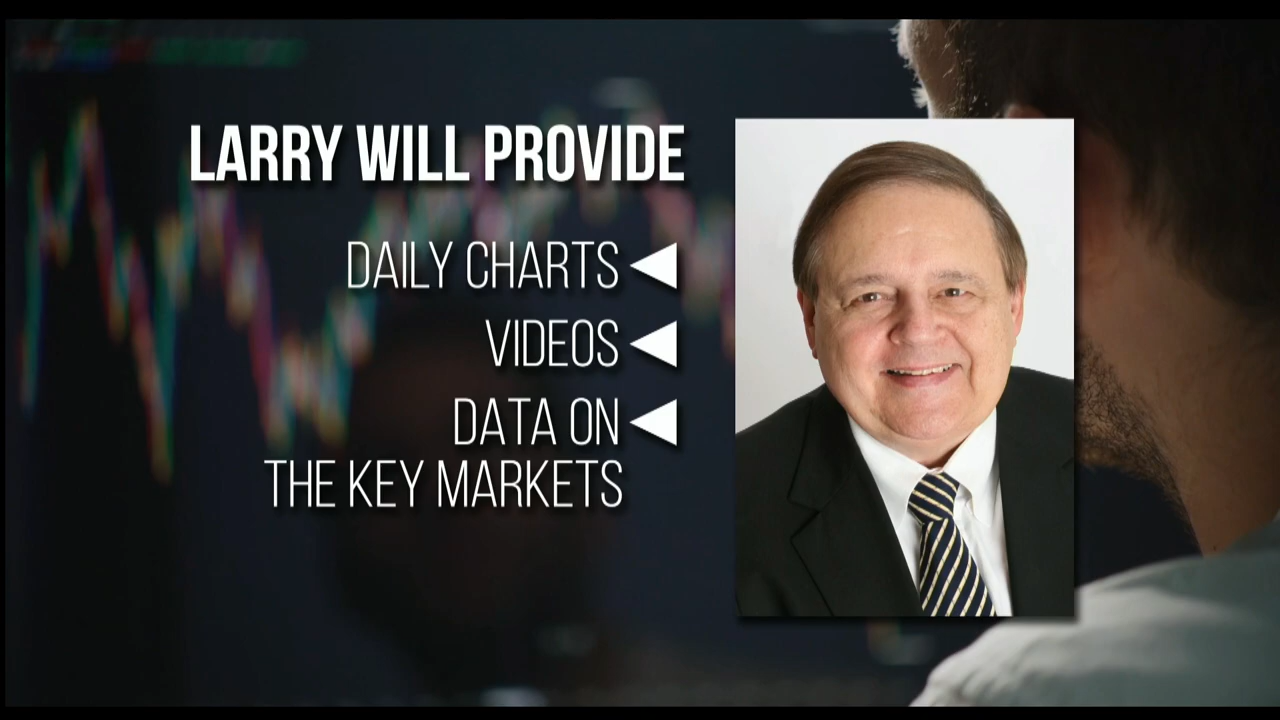 LARRY WILL PROVIDE
DAILY CHARTS
VIDEOS
DATA ON
THE KEY MARKETS